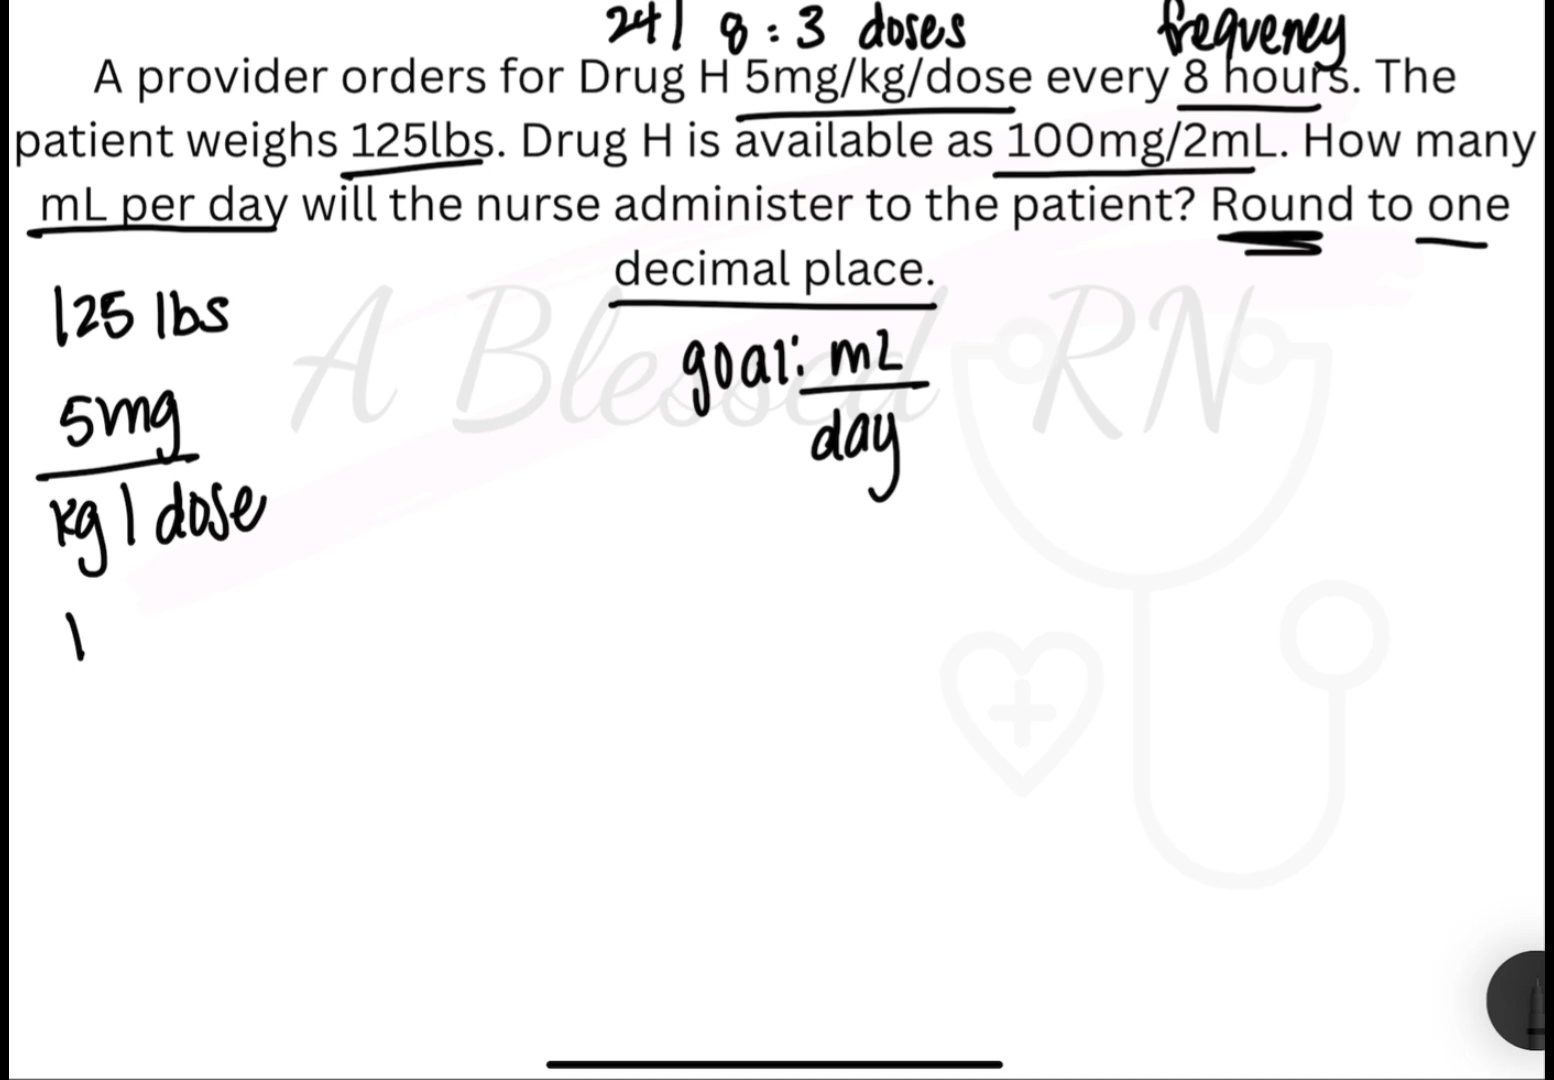 24| 8 : 3 doses frequency
A provider orders for Drug H 5mg/kg/dose every 8 hours. The
patient weighs 125lbs. Drug H is available as 100mg/2mL. How many
mL per day will the nurse administer to the patient? Round to one
decimal place.
A Blessed RN
125 lbs
goal: mL
5mg
day
kg | dose
\